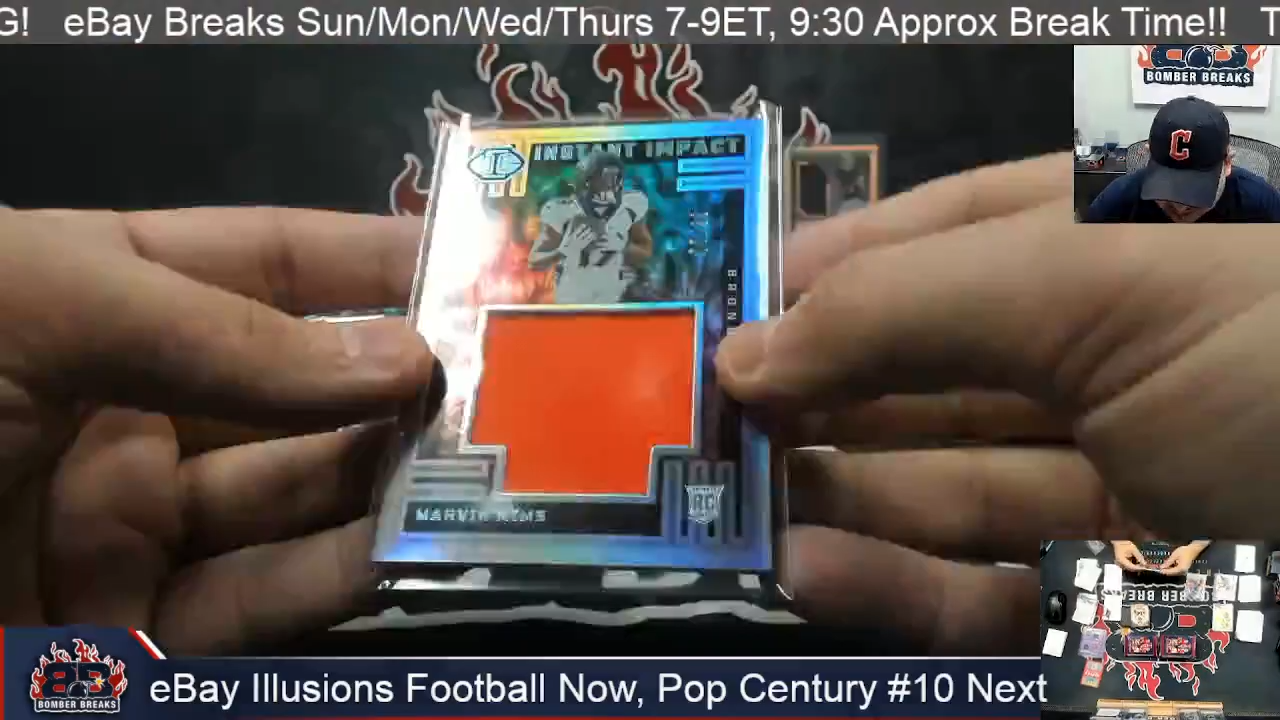 G! eBay Breaks Sun/Mon/Wed/Thurs 7-9ET, 9:30 Approx Break Time!! T
BOMBER BREAKS
C
INSTANT IMPACT
17
MARVIN MIMS
RC
BOMBER BREAKS
eBay Illusions Football Now, Pop Century #10 Next